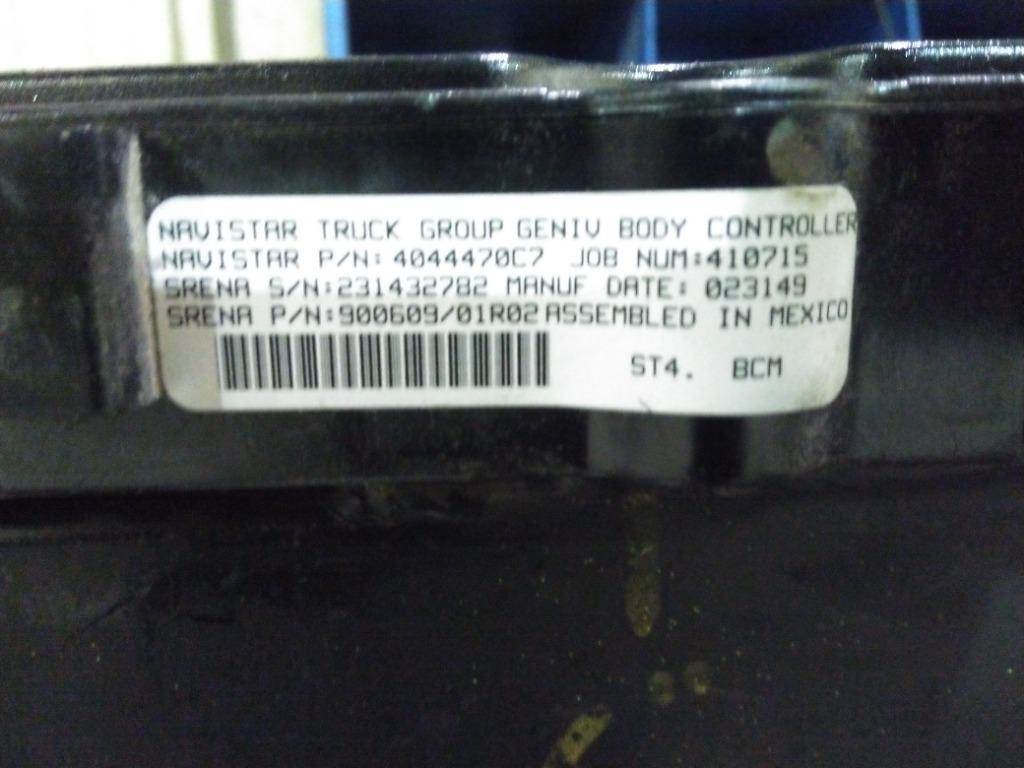 NAVISTAR TRUCK GROUP GENIV BODY CONTROLLER
NAVISTAR P/N: 4044470C7 JOB NUM:410715
SRENA S/N:231432782 MANUF DATE: 023149
SRENA P/N:900609/01R02 ASSEMBLED IN MEXICO
ST4. BCM